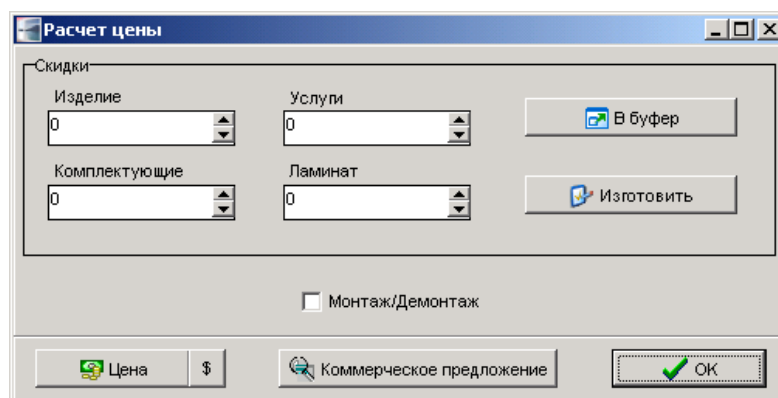 Расчет цены
Скидки
Изделие Услуги
0 0 В буфер
Комплектующие Ламинат
0 0 Изготовить
Монтаж/Демонтаж
Цена $ Коммерческое предложение OK